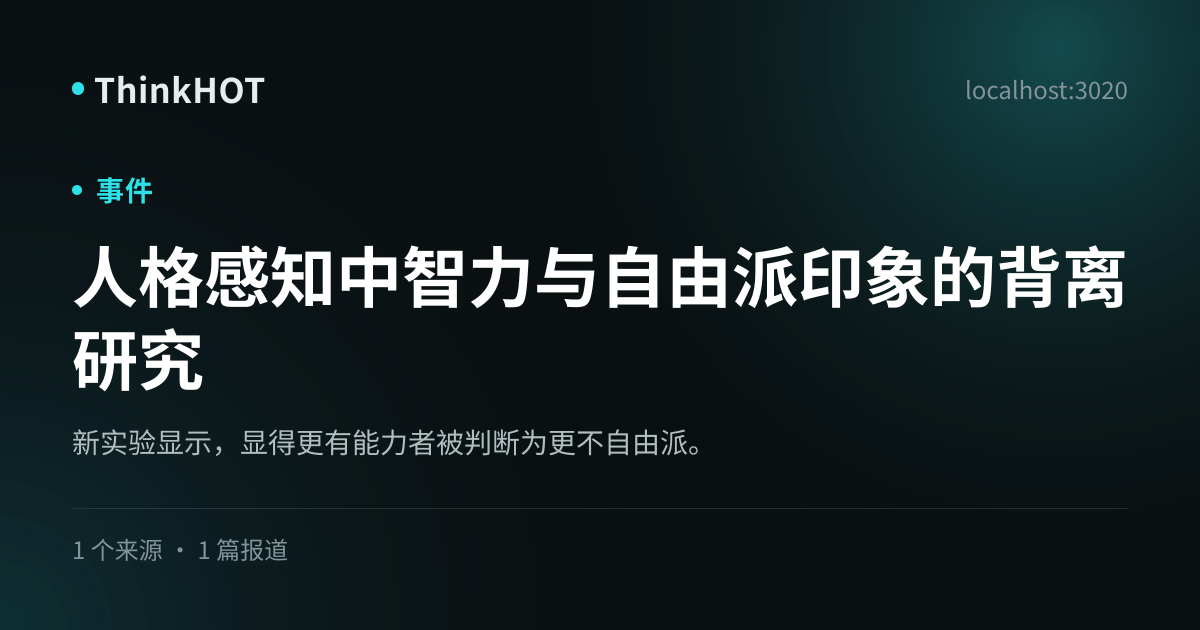 ThinkHOT
localhost:3020
事件
人格感知中智力与自由派印象的背离
研究
新实验显示，显得更有能力者被判断为更不自由派。
1 个来源 · 1 篇报道